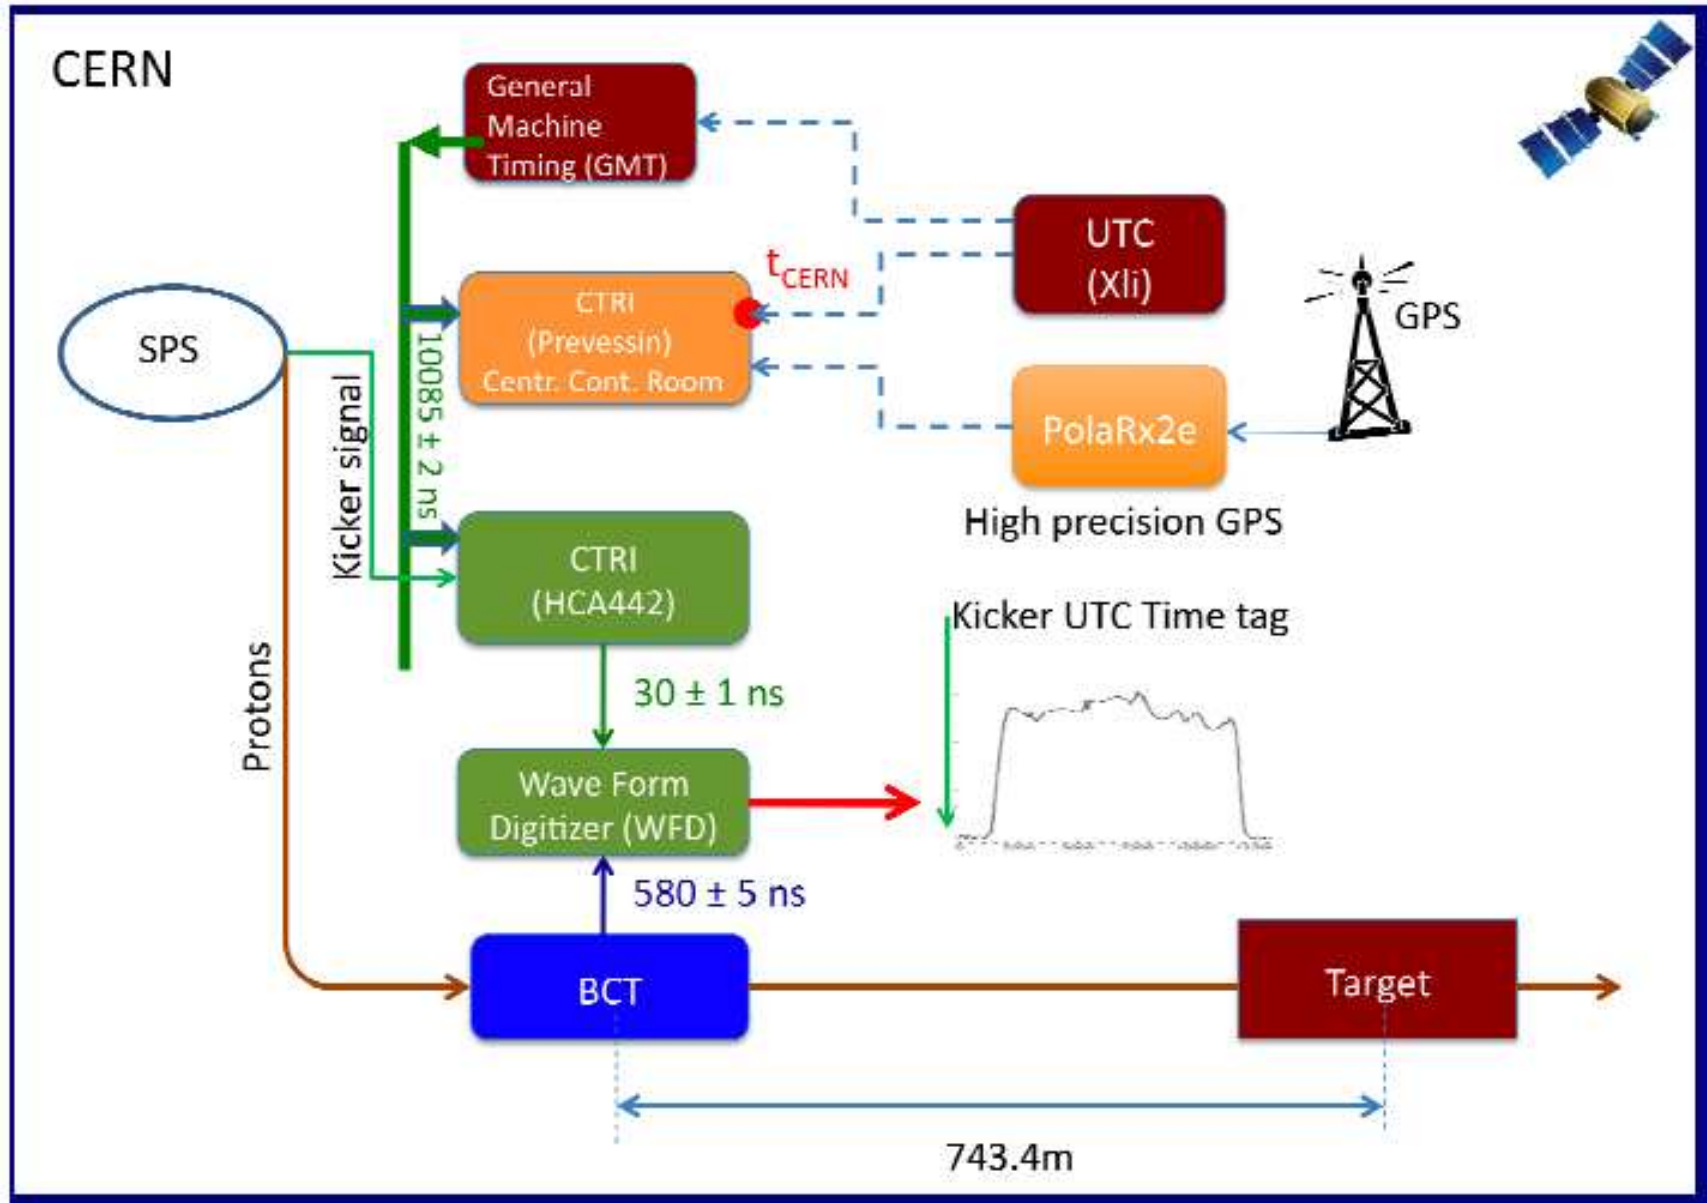 CERN
General
Machine
Timing (GMT)
UTC
(Xli)
tCERN
GPS
CTRI
(Prevessin)
Centr. Cont. Room
SPS
PolaRx2e
High precision GPS
Kicker signal
10085 ± 2 ns
CTRI
(HCA442)
Kicker UTC Time tag
30 ± 1 ns
Protons
Wave Form
Digitizer (WFD)
580 ± 5 ns
BCT
Target
743.4m